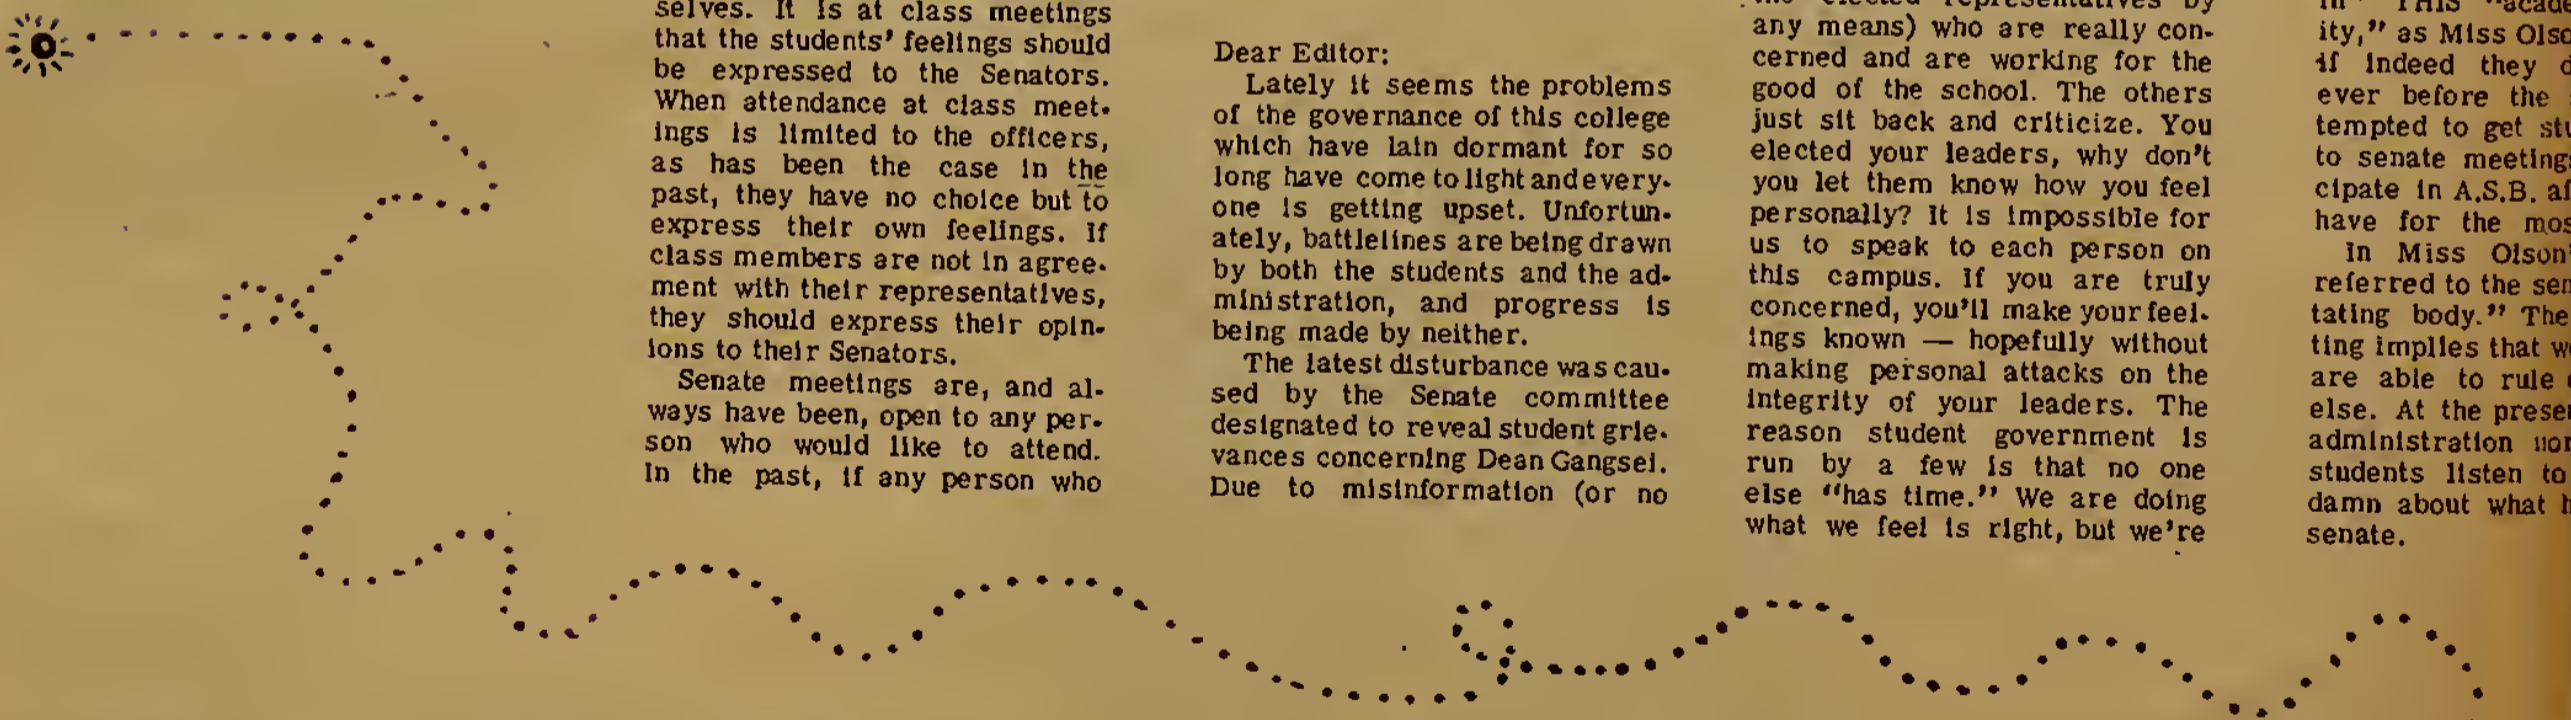 selves. It is at class meetings
that the students' feelings should
be expressed to the Senators.
When attendance at class meet-
ings is limited to the officers,
as has been the case in the
past, they have no choice but to
express their own feelings. If
class members are not in agree-
ment with their representatives,
they should express their opin-
ions to their Senators.
Senate meetings are, and al-
ways have been, open to any per-
son who would like to attend.
In the past, if any person who
Dear Editor:
Lately it seems the problems
of the governance of this college
which have lain dormant for so
long have come to light and every-
one is getting upset. Unfortun-
ately, battlelines are being drawn
by both the students and the ad-
ministration, and progress is
being made by neither.
The latest disturbance was cau-
sed by the Senate committee
designated to reveal student grie-
vances concerning Dean Gangsei.
Due to misinformation (or no
elected representatives by
any means) who are really con-
cerned and are working for the
good of the school. The others
just sit back and criticize. You
elected your leaders, why don't
you let them know how you feel
personally? It is impossible for
us to speak to each person on
this campus. If you are truly
concerned, you'll make your feel-
ings known — hopefully without
making personal attacks on the
integrity of your leaders. The
reason student government is
run by a few is that no one
else "has time." We are doing
what we feel is right, but we're
in" THIS "acade
ity," as Miss Olso
if indeed they d
ever before the
tempted to get stu
to senate meeting
cipate in A.S.B. af
have for the mos
In Miss Olson'
referred to the sen
tating body." The
ting implies that w
are able to rule
else. At the prese
administration nor
students listen to
damn about what h
senate.